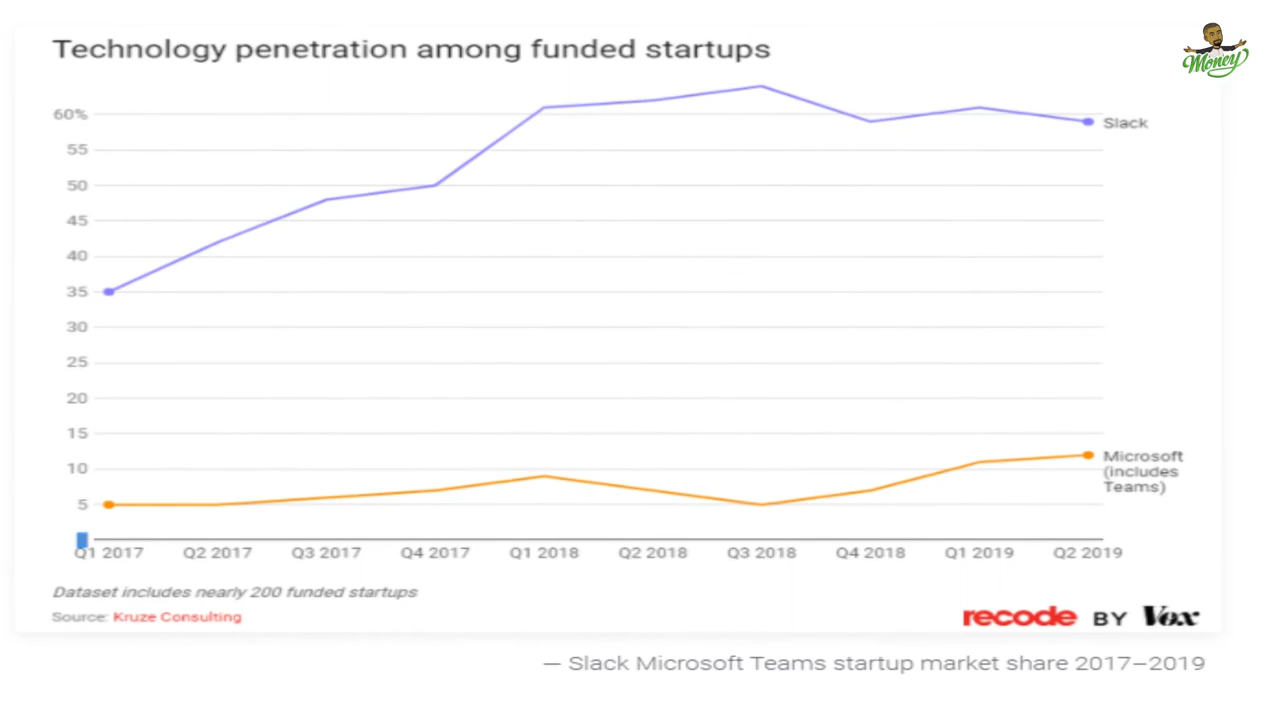 Technology penetration among funded startups
Money
60%
55
50
45
40
35
30
25
20
15
10
5
Slack
Microsoft
(includes
Teams)
Q1 2017 Q2 2017 Q3 2017 Q4 2017 Q1 2018 Q2 2018 Q3 2018 Q4 2018 Q1 2019 Q2 2019
Dataset includes nearly 200 funded startups
Source: Kruze Consulting
recode BY Vox
— Slack Microsoft Teams startup market share 2017–2019